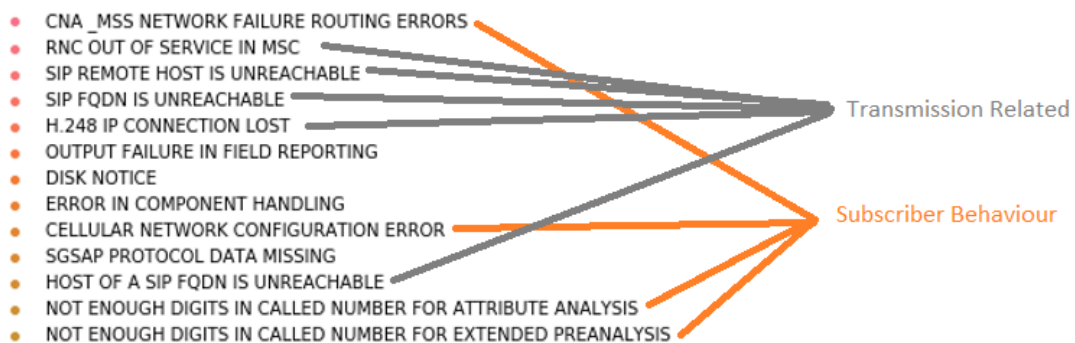 CNA _MSS NETWORK FAILURE ROUTING ERRORS
RNC OUT OF SERVICE IN MSC
SIP REMOTE HOST IS UNREACHABLE
SIP FQDN IS UNREACHABLE
H.248 IP CONNECTION LOST
OUTPUT FAILURE IN FIELD REPORTING
DISK NOTICE
ERROR IN COMPONENT HANDLING
CELLULAR NETWORK CONFIGURATION ERROR
SGSAP PROTOCOL DATA MISSING
HOST OF A SIP FQDN IS UNREACHABLE
NOT ENOUGH DIGITS IN CALLED NUMBER FOR ATTRIBUTE ANALYSIS
NOT ENOUGH DIGITS IN CALLED NUMBER FOR EXTENDED PREANALYSIS
Transmission Related
Subscriber Behaviour